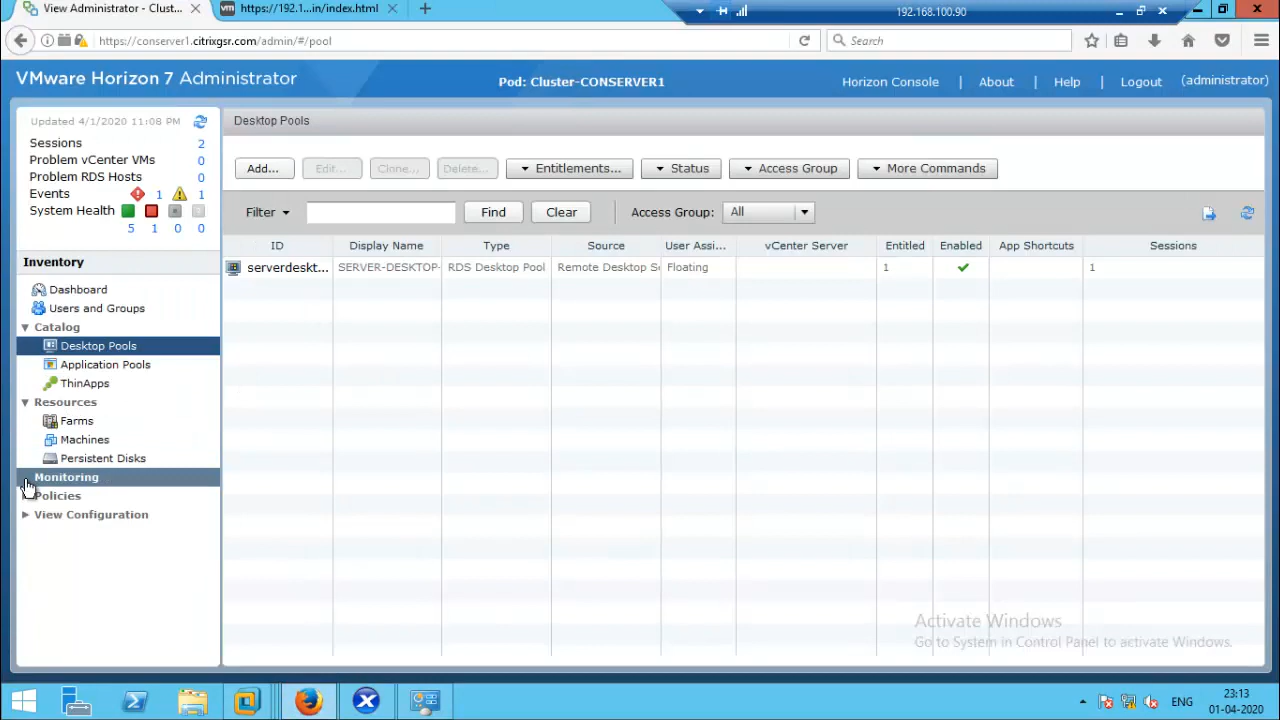 View Administrator - Clust...
https://192.1...in/index.html
192.168.100.90
https://conserver1.citrixgsr.com/admin/#/pool
Search
VMware Horizon 7 Administrator
Pod: Cluster-CONSERVER1
Horizon Console | About | Help | Logout (administrator)
Updated 4/1/2020 11:08 PM
Sessions 2
Problem vCenter VMs 0
Problem RDS Hosts 0
Events 1 1
System Health
5 1 0 0
Inventory
Dashboard
Users and Groups
Catalog
Desktop Pools
Application Pools
ThinApps
Resources
Farms
Machines
Persistent Disks
Monitoring
Policies
View Configuration
Desktop Pools
Add... Edit... Clone... Delete... Entitlements... Status Access Group More Commands
Filter Find Clear Access Group: All
ID Display Name Type Source User Assi... vCenter Server Entitled Enabled App Shortcuts Sessions
serverdeskt... SERVER-DESKTOP- RDS Desktop Pool Remote Desktop Se Floating 1 1
Activate Windows
Go to System in Control Panel to activate Windows.
ENG
23:13
01-04-2020